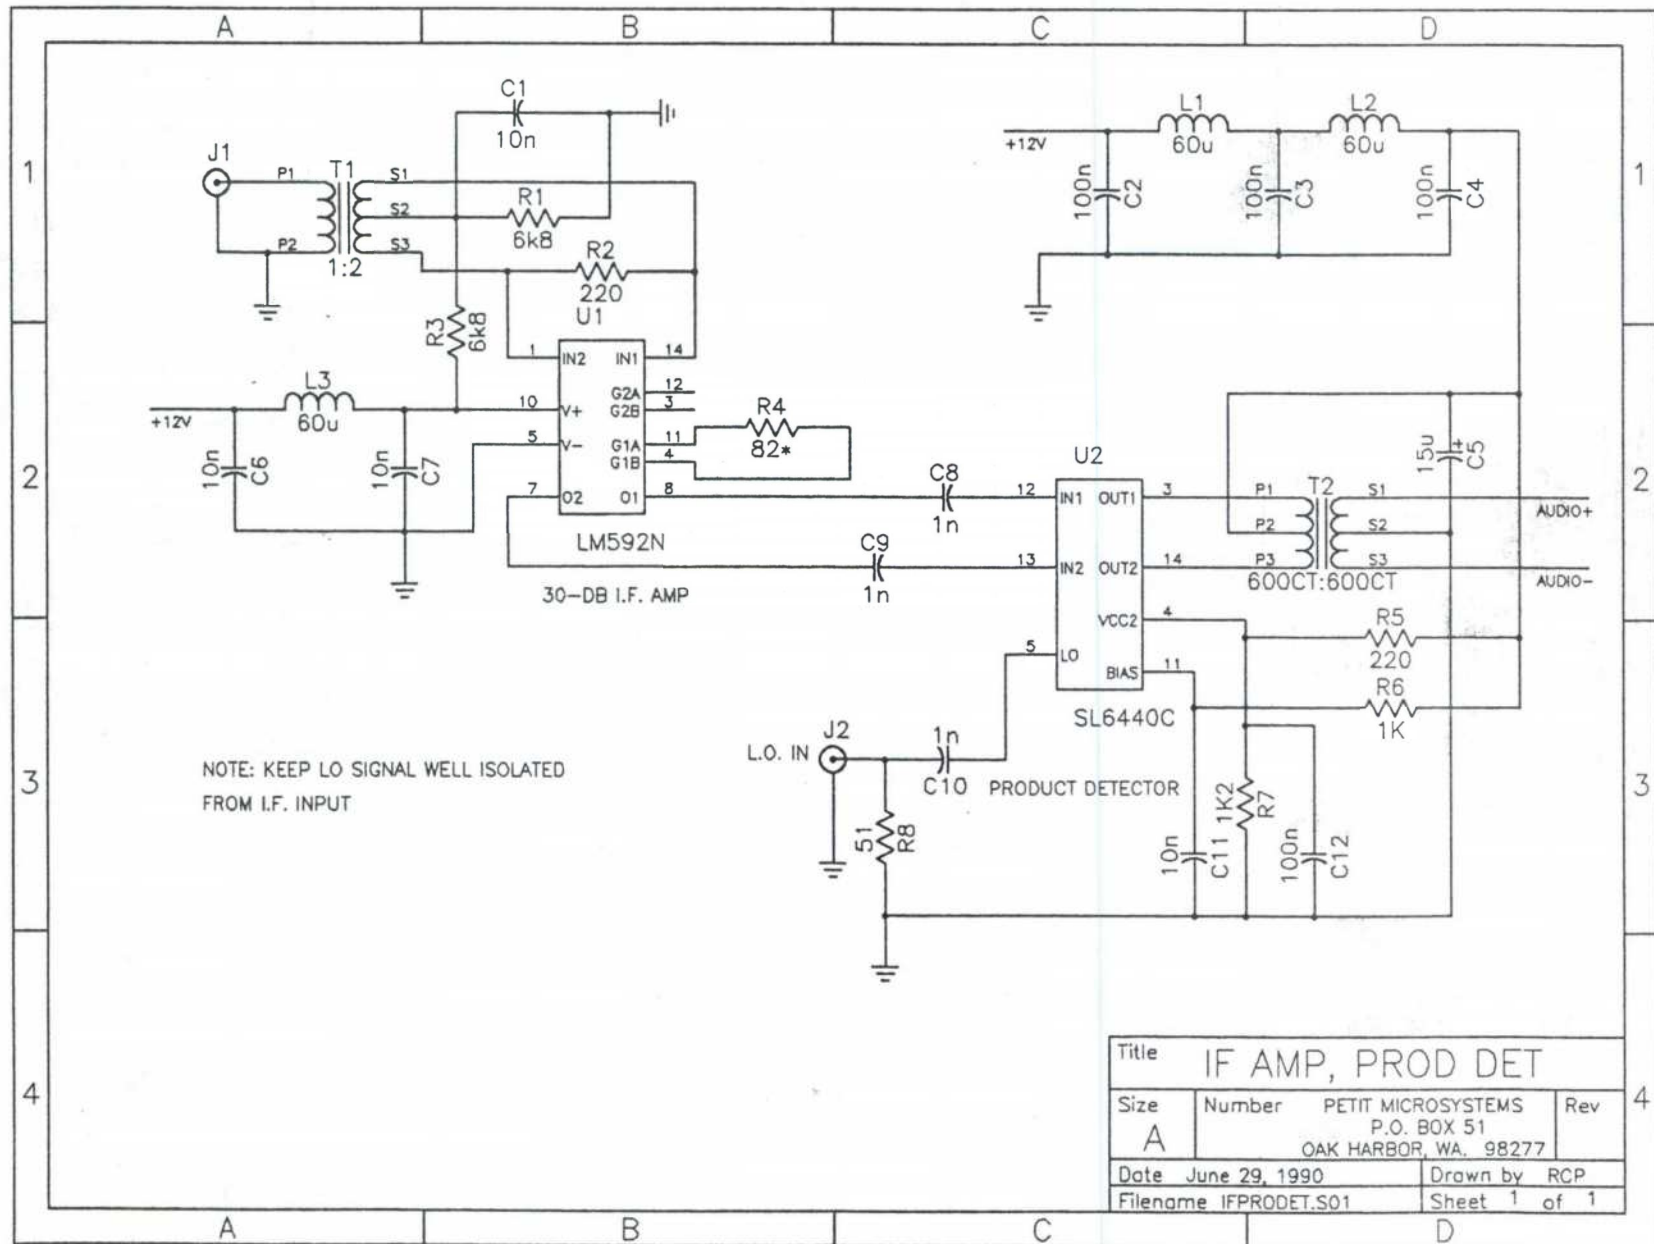 A B C D
1
2
3
4
1
2
3
4
A B C D
C1
10n
J1
P1
P2
T1
1:2
S1
S2
S3
R1
6k8
R2
220
R3
6k8
U1
1 IN2 IN1 14
G2A 12
G2B 3
10 V+
5 V-
G1A 11
G1B 4
7 O2 O1 8
LM592N
30-DB I.F. AMP
R4
82*
+12V
L3
60u
10n C6
10n C7
+12V
L1
60u
L2
60u
100n C2
100n C3
100n C4
C8
1n
C9
1n
U2
12 IN1 OUT1 3
13 IN2 OUT2 14
VCC2 4
5 LO
BIAS 11
SL6440C
PRODUCT DETECTOR
P1
P2
P3
T2
600CT:600CT
S1
S2
S3
15u + C5
AUDIO+
AUDIO-
R5
220
R6
1K
L.O. IN
J2
1n
C10
51 R8
10n C11
1K2 R7
100n C12
NOTE: KEEP LO SIGNAL WELL ISOLATED
FROM I.F. INPUT
Title IF AMP, PROD DET
Size A
Number PETIT MICROSYSTEMS
P.O. BOX 51
OAK HARBOR, WA. 98277
Rev
Date June 29, 1990
Drawn by RCP
Filename IFPRODET.S01
Sheet 1 of 1